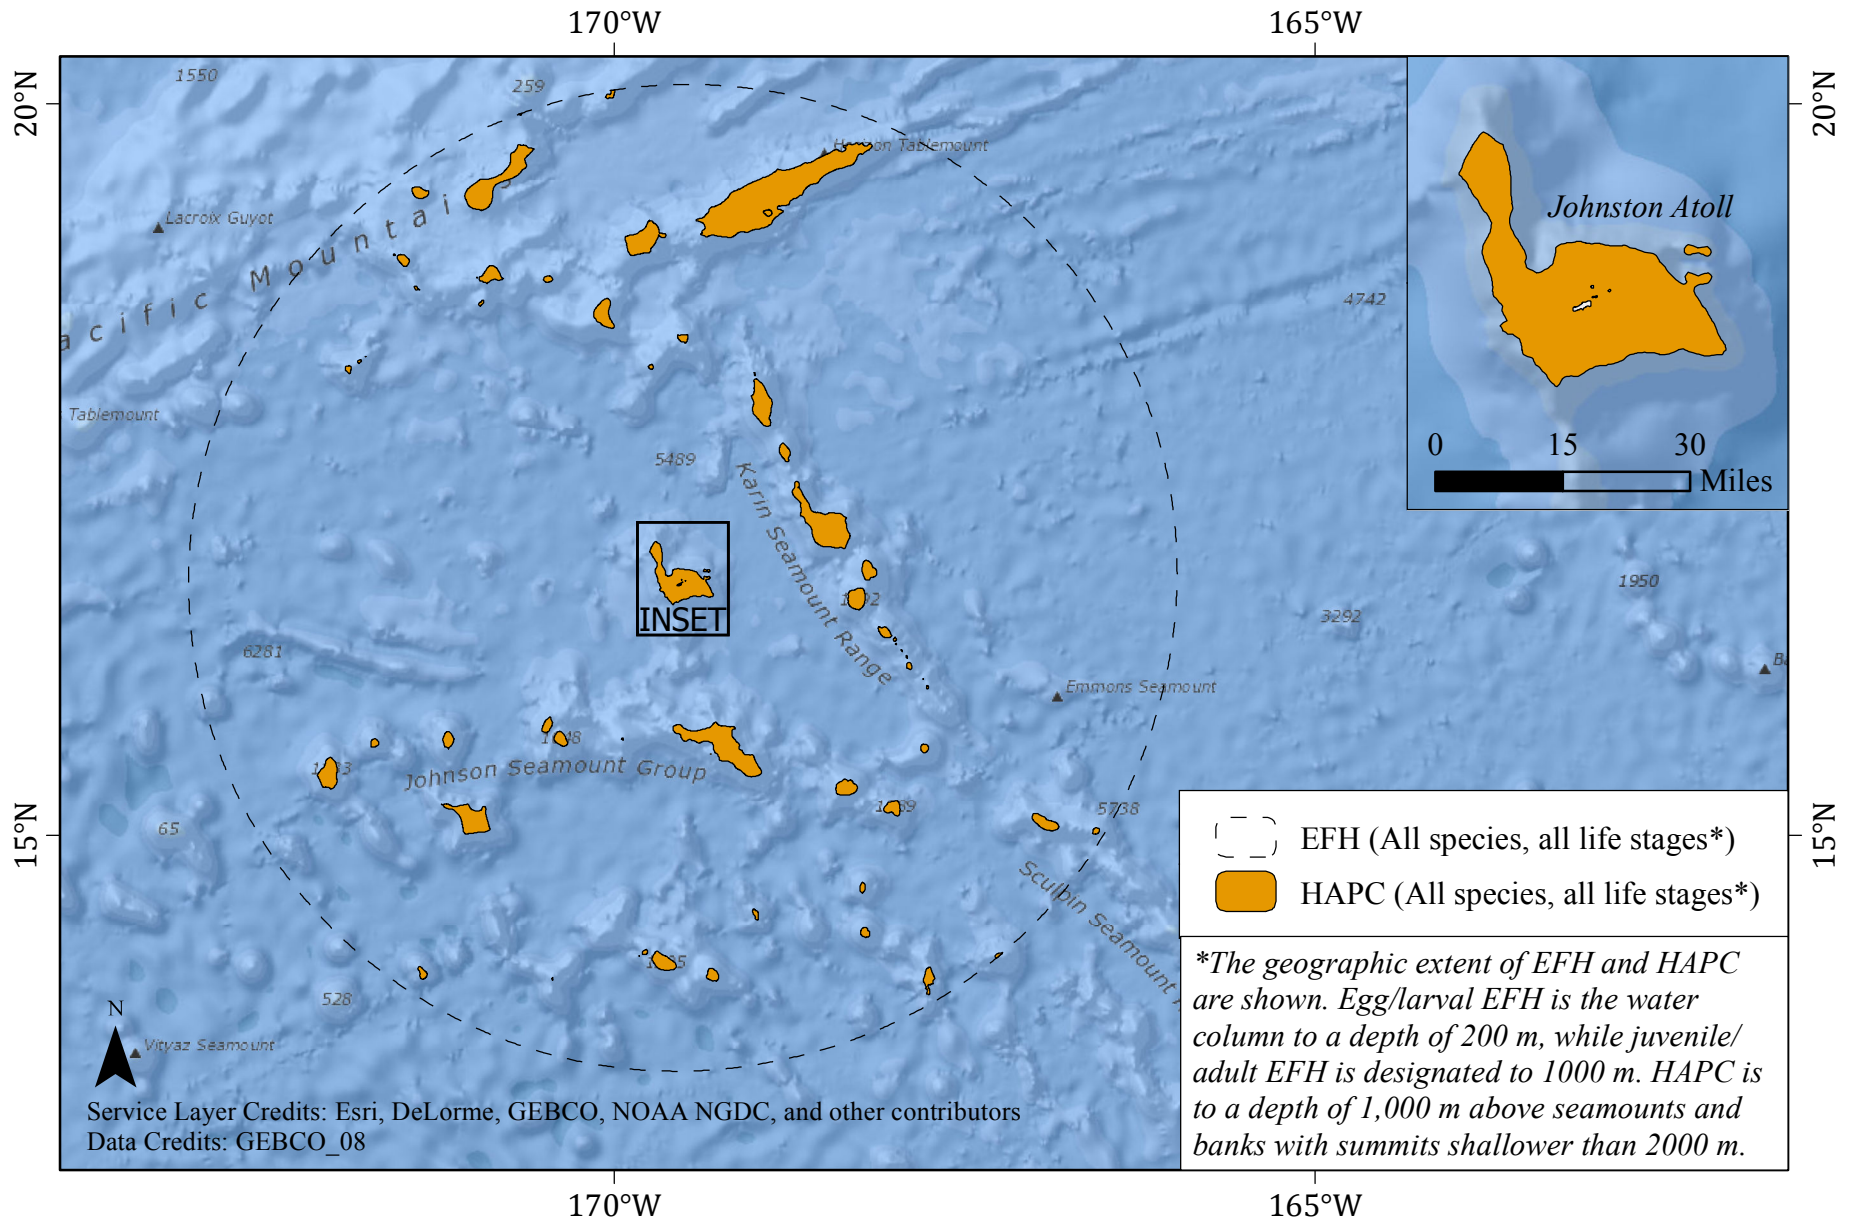 170°W
165°W
20°N
20°N
1550
259
Lacroix Guyot
acific Mountai
Tablemount
4742
Johnston Atoll
0 15 30
Miles
5489
Karin Seamount Range
INSET
6281
3292
1950
Emmons Seamount
Johnson Seamount Group
5738
65
15°N
15°N
Sculpin Seamount
528
Vityaz Seamount
N
EFH (All species, all life stages*)
HAPC (All species, all life stages*)
*The geographic extent of EFH and HAPC
are shown. Egg/larval EFH is the water
column to a depth of 200 m, while juvenile/
adult EFH is designated to 1000 m. HAPC is
to a depth of 1,000 m above seamounts and
banks with summits shallower than 2000 m.
Service Layer Credits: Esri, DeLorme, GEBCO, NOAA NGDC, and other contributors
Data Credits: GEBCO_08
170°W
165°W